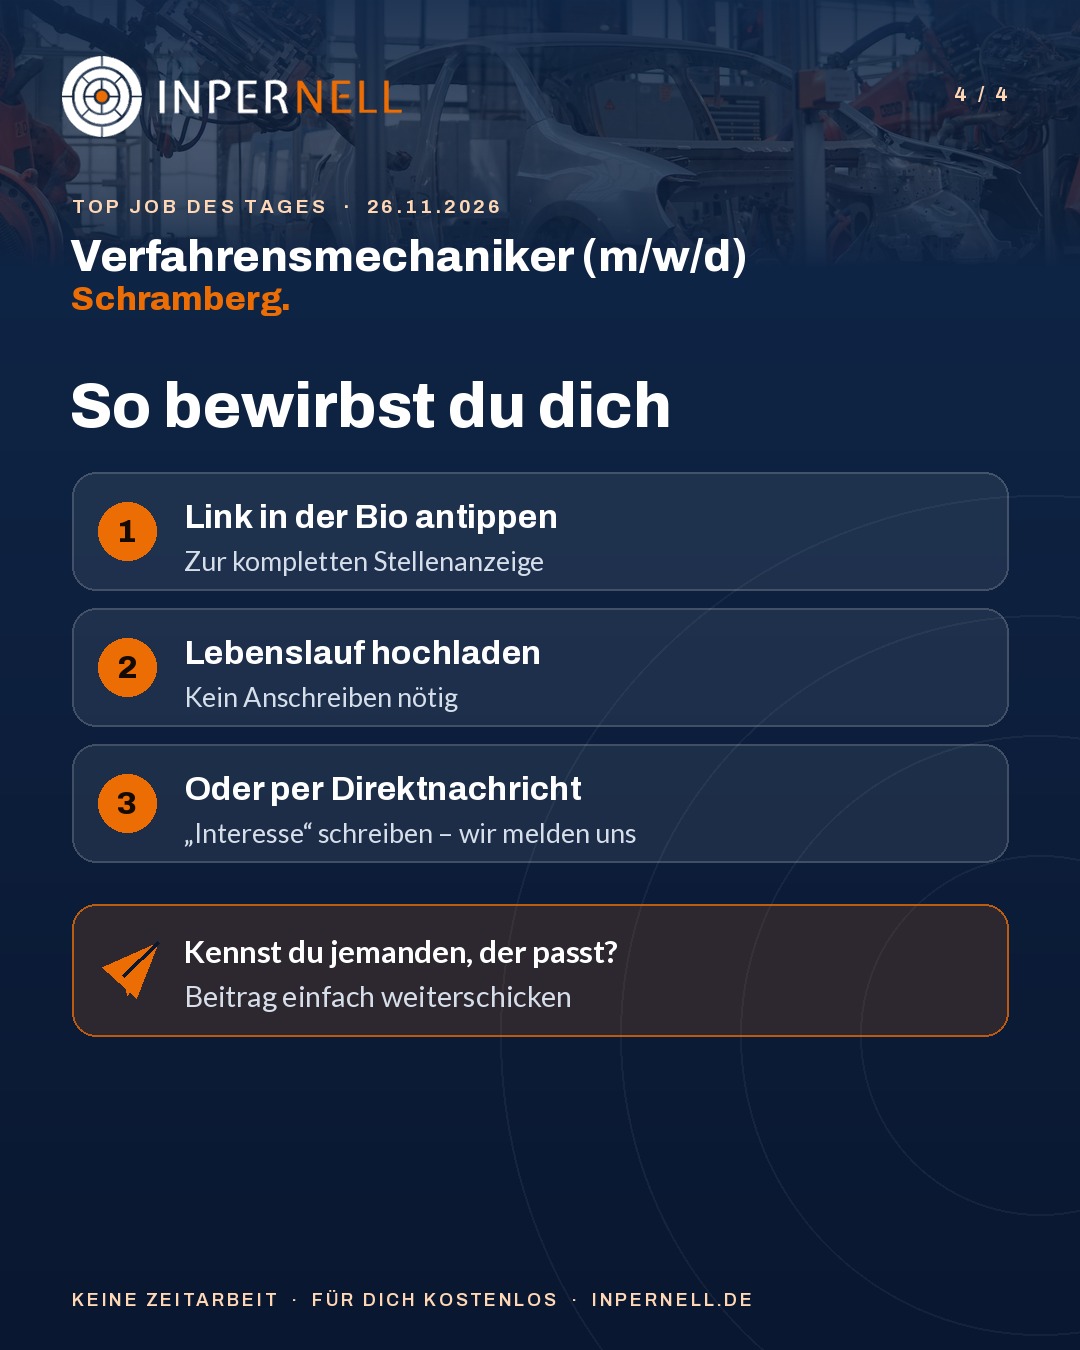 INPERNELL
4 / 4
TOP JOB DES TAGES · 26.11.2026
Verfahrensmechaniker (m/w/d)
Schramberg.
So bewirbst du dich
1
Link in der Bio antippen
Zur kompletten Stellenanzeige
2
Lebenslauf hochladen
Kein Anschreiben nötig
3
Oder per Direktnachricht
„Interesse“ schreiben – wir melden uns
Kennst du jemanden, der passt?
Beitrag einfach weiterschicken
KEINE ZEITARBEIT · FÜR DICH KOSTENLOS · INPERNELL.DE